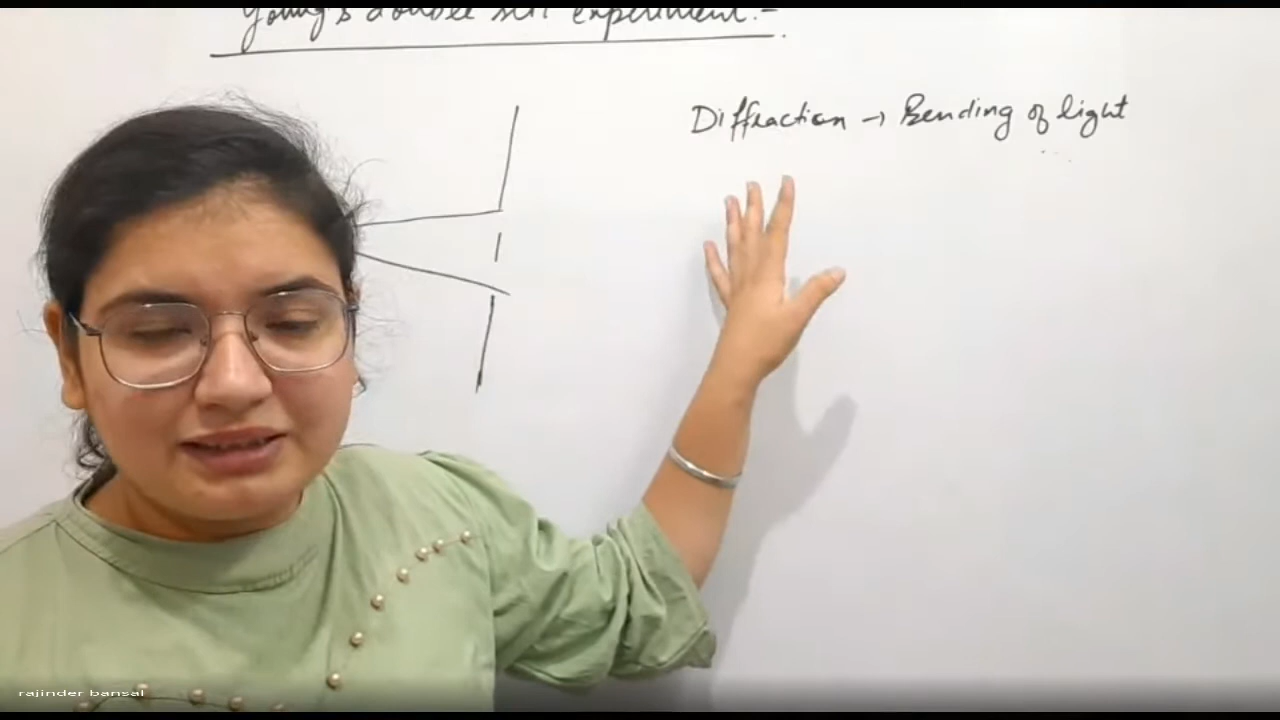 Young's double slit experiment :-
Diffraction → Bending of light
rajinder bansal